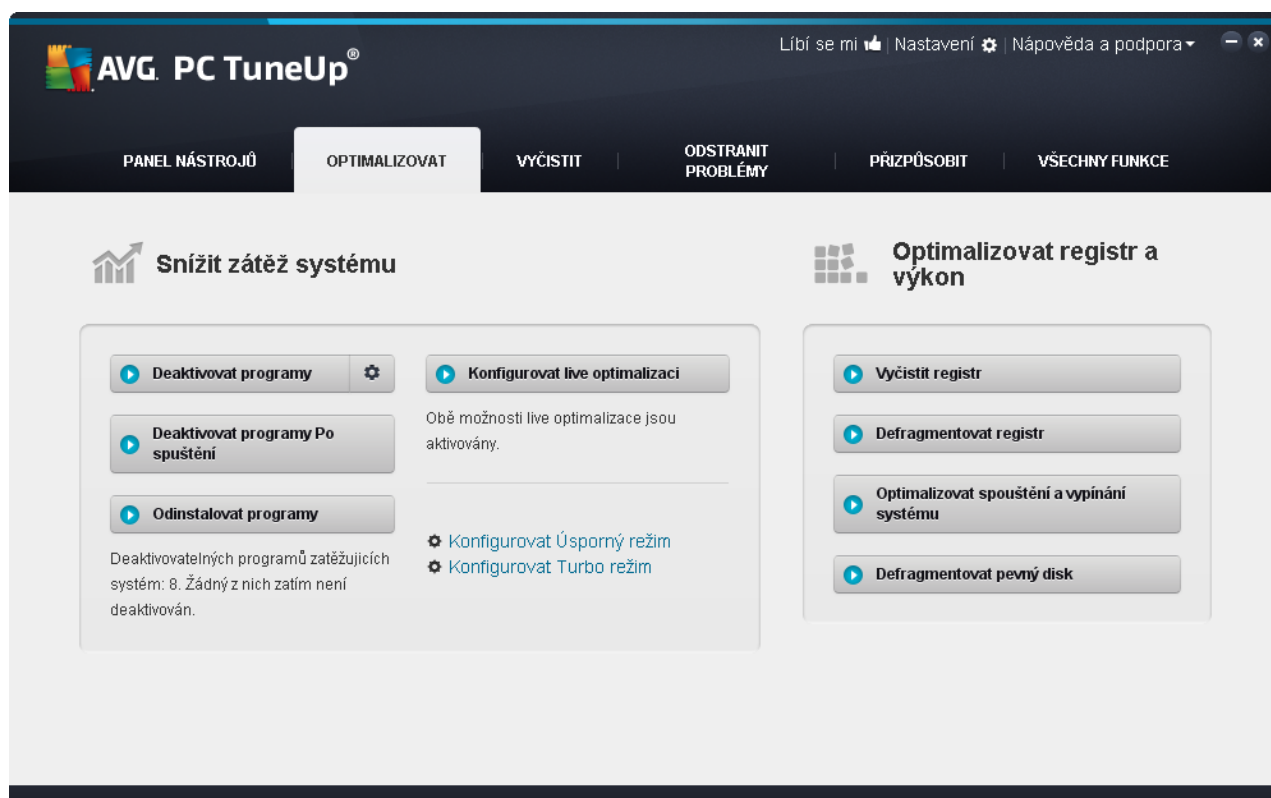 Líbí se mi | Nastavení | Nápověda a podpora
AVG. PC TuneUp®
PANEL NÁSTROJŮ
OPTIMALIZOVAT
VYČISTIT
ODSTRANIT
PROBLÉMY
PŘIZPŮSOBIT
VŠECHNY FUNKCE
Snížit zátěž systému
Deaktivovat programy
Deaktivovat programy Po
spuštění
Odinstalovat programy
Deaktivovatelných programů zatěžujicích
systém: 8. Žádný z nich zatím není
deaktivován.
Konfigurovat live optimalizaci
Obě možnosti live optimalizace jsou
aktivovány.
Konfigurovat Úsporný režim
Konfigurovat Turbo režim
Optimalizovat registr a
výkon
Vyčistit registr
Defragmentovat registr
Optimalizovat spouštění a vypínání
systému
Defragmentovat pevný disk